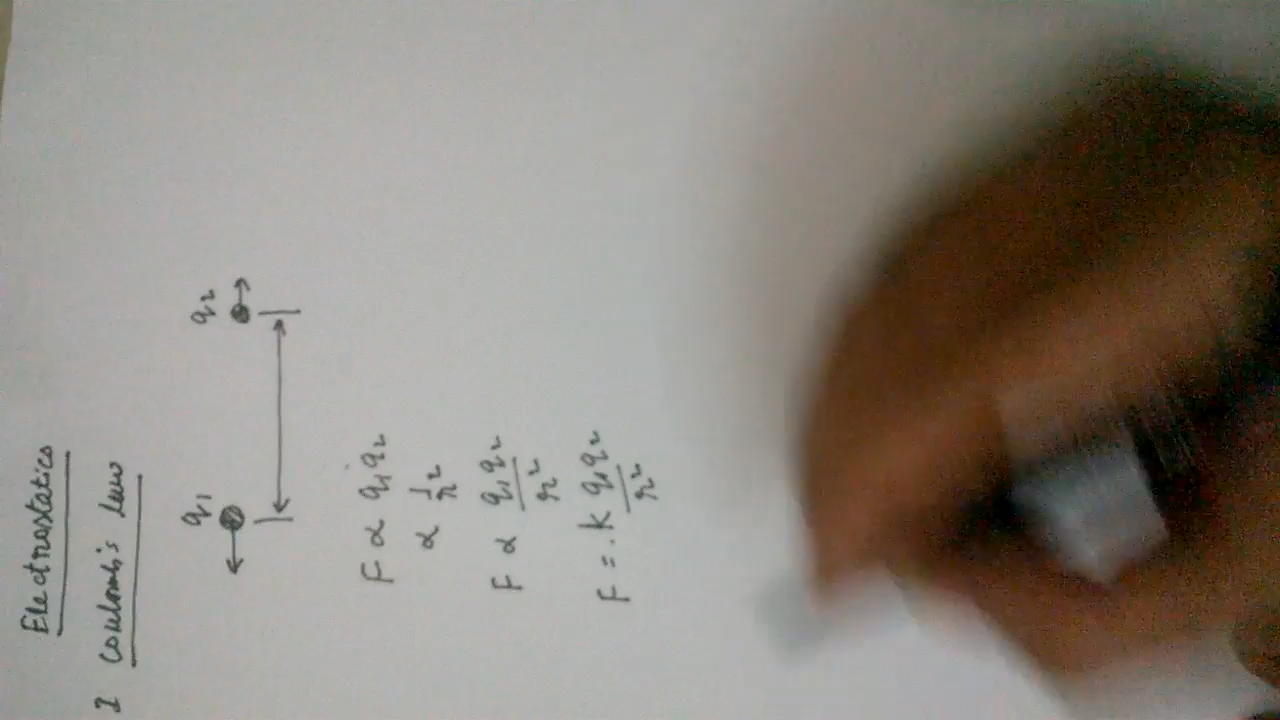 Electrostatics
1 Coulomb's law
q1 q2
F ∝ q1q2
∝ 1/r2
F ∝ q1q2/r2
F = .K q1q2/r2